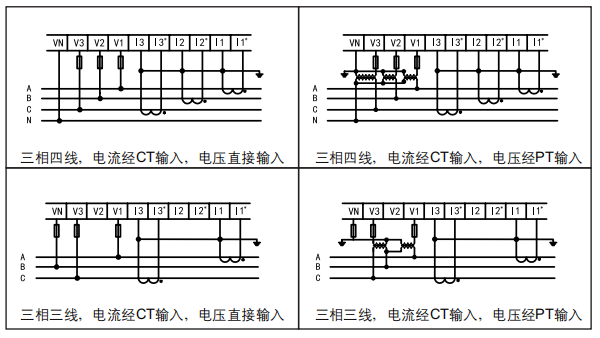 VN V3 V2 V1 I3 I3* I2 I2* I1 I1*
A
B
C
N
三相四线，电流经CT输入，电压直接输入
VN V3 V2 V1 I3 I3* I2 I2* I1 I1*
A
B
C
N
三相四线，电流经CT输入，电压经PT输入
VN V3 V2 V1 I3 I3* I2 I2* I1 I1*
A
B
C
三相三线，电流经CT输入，电压直接输入
VN V3 V2 V1 I3 I3* I2 I2* I1 I1*
A
B
C
三相三线，电流经CT输入，电压经PT输入